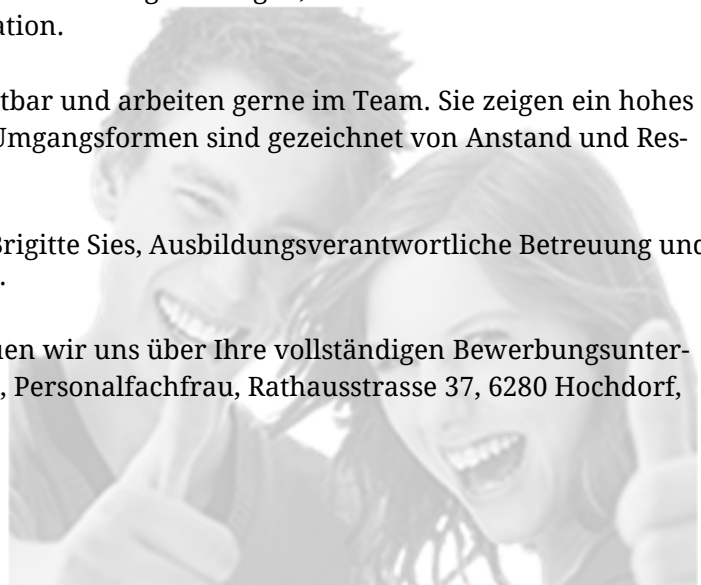 ation.
tbar und arbeiten gerne im Team. Sie zeigen ein hohes
Umgangsformen sind gezeichnet von Anstand und Res-
Brigitte Sies, Ausbildungsverantwortliche Betreuung und
.
uen wir uns über Ihre vollständigen Bewerbungsunter-
, Personalfachfrau, Rathausstrasse 37, 6280 Hochdorf,